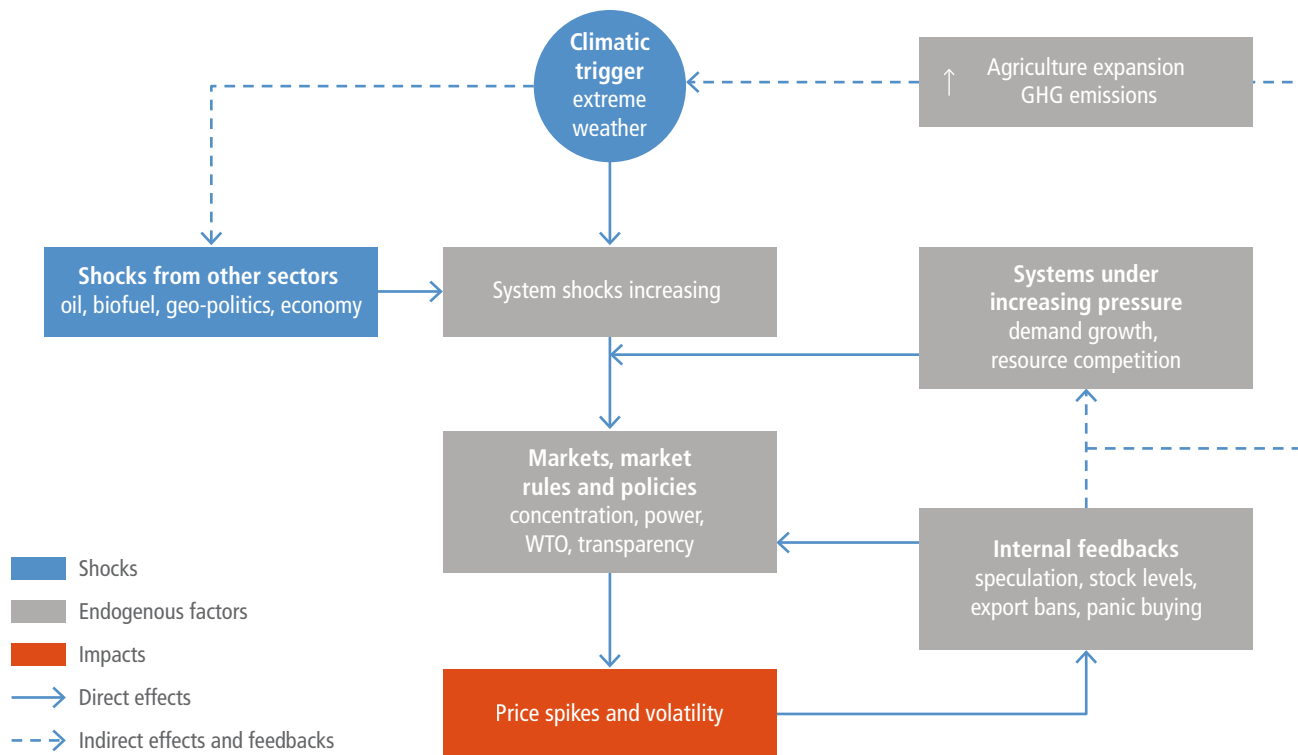 Climatic
trigger
extreme
weather
↑ Agriculture expansion
GHG emissions
Shocks from other sectors
oil, biofuel, geo-politics, economy
System shocks increasing
Systems under
increasing pressure
demand growth,
resource competition
Markets, market
rules and policies
concentration, power,
WTO, transparency
Internal feedbacks
speculation, stock levels,
export bans, panic buying
Price spikes and volatility
Shocks
Endogenous factors
Impacts
Direct effects
Indirect effects and feedbacks